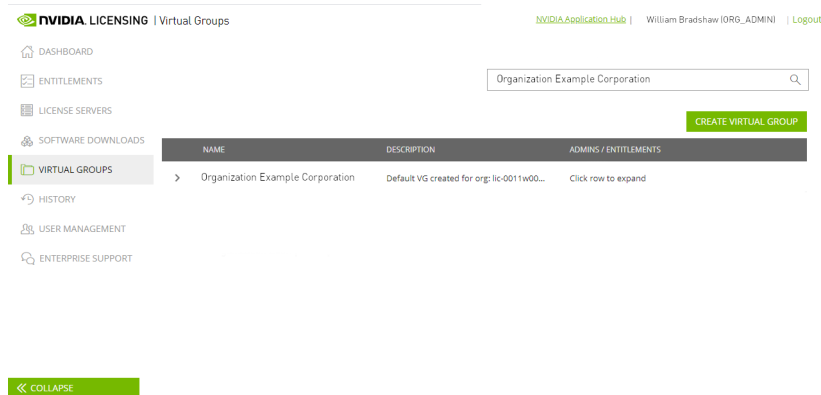 NVIDIA. LICENSING | Virtual Groups
NVIDIA Application Hub | William Bradshaw (ORG_ADMIN) | Logout
DASHBOARD
ENTITLEMENTS
Organization Example Corporation
LICENSE SERVERS
CREATE VIRTUAL GROUP
SOFTWARE DOWNLOADS
NAME DESCRIPTION ADMINS / ENTITLEMENTS
VIRTUAL GROUPS
Organization Example Corporation Default VG created for org: lic-0011w00... Click row to expand
HISTORY
USER MANAGEMENT
ENTERPRISE SUPPORT
COLLAPSE